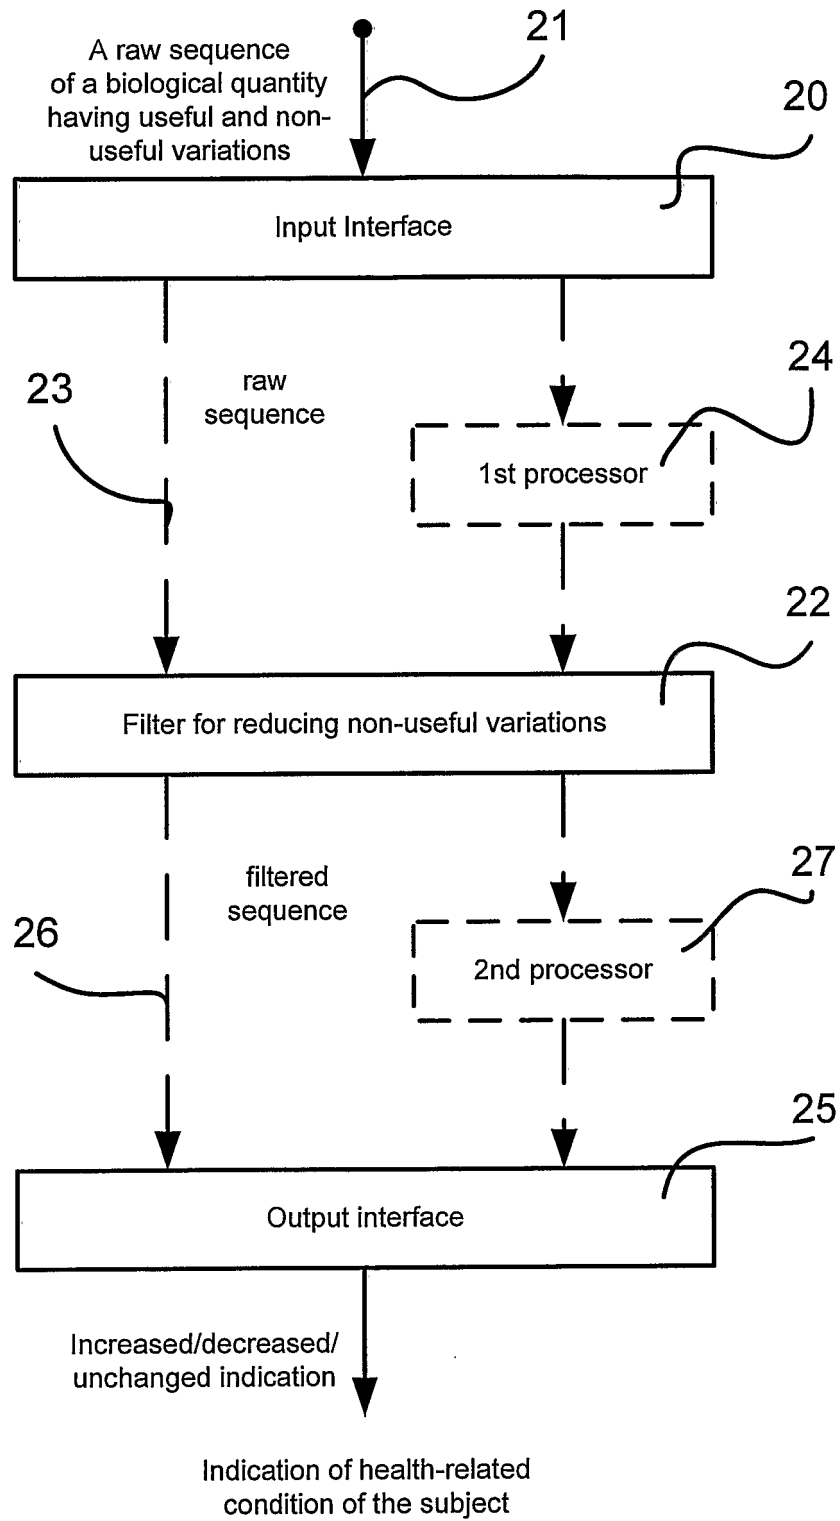 21
A raw sequence
of a biological quantity
having useful and non-
useful variations
20
Input Interface
24
23
raw
sequence
1st processor
22
Filter for reducing non-useful variations
27
filtered
sequence
26
2nd processor
25
Output interface
Increased/decreased/
unchanged indication
Indication of health-related
condition of the subject